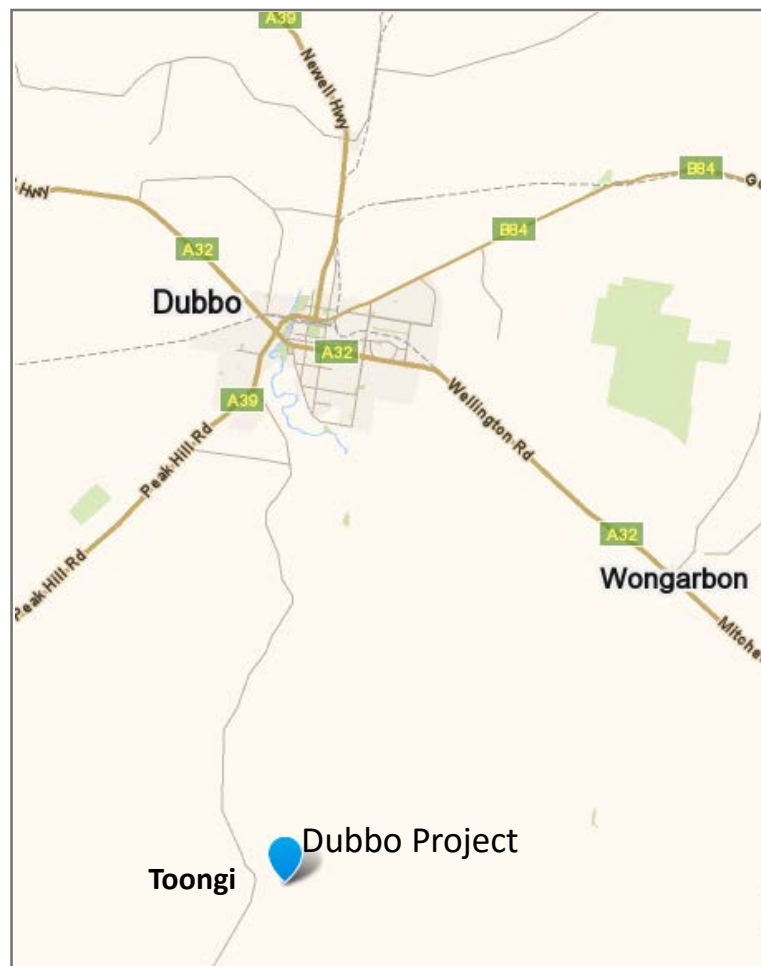 A39
Newell Hwy
Hwy
B84
A32
B84
Dubbo
A32
A39
Wellington Rd
Peak Hill Rd
A32
Peak Hill Rd
Wongarbon
Dubbo Project
Toongi